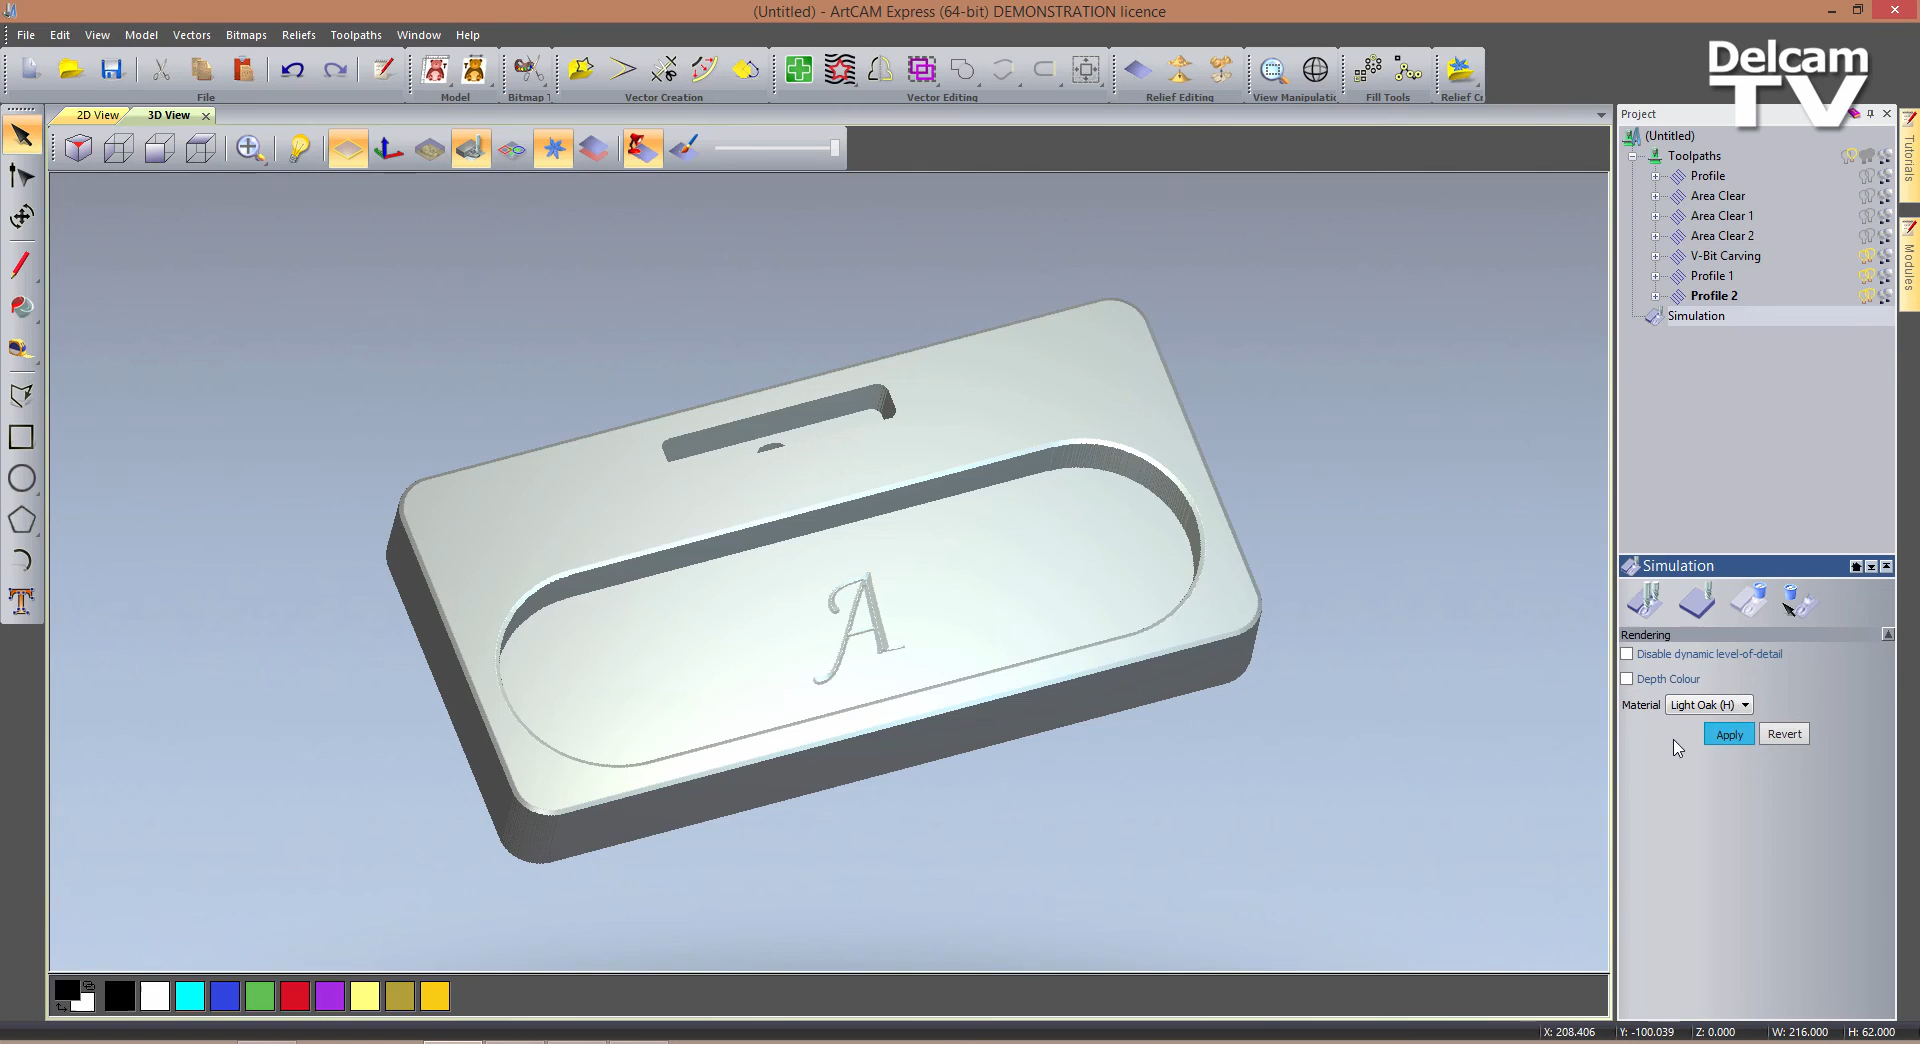 (Untitled) - ArtCAM Express (64-bit) DEMONSTRATION licence
File Edit View Model Vectors Bitmaps Reliefs Toolpaths Window Help
Delcam
TV
File Model Bitmap Vector Creation Vector Editing Relief Editing View Manipulatic Fill Tools Relief Cr
2D View 3D View
Project
(Untitled)
Toolpaths
Profile
Area Clear
Area Clear 1
Area Clear 2
V-Bit Carving
Profile 1
Profile 2
Simulation
Tutorials
Modules
A
T
Simulation
Rendering
Disable dynamic level-of-detail
Depth Colour
Material Light Oak (H)
Apply Revert
X: 208.406 Y: -100.039 Z: 0.000 W: 216.000 H: 62.000